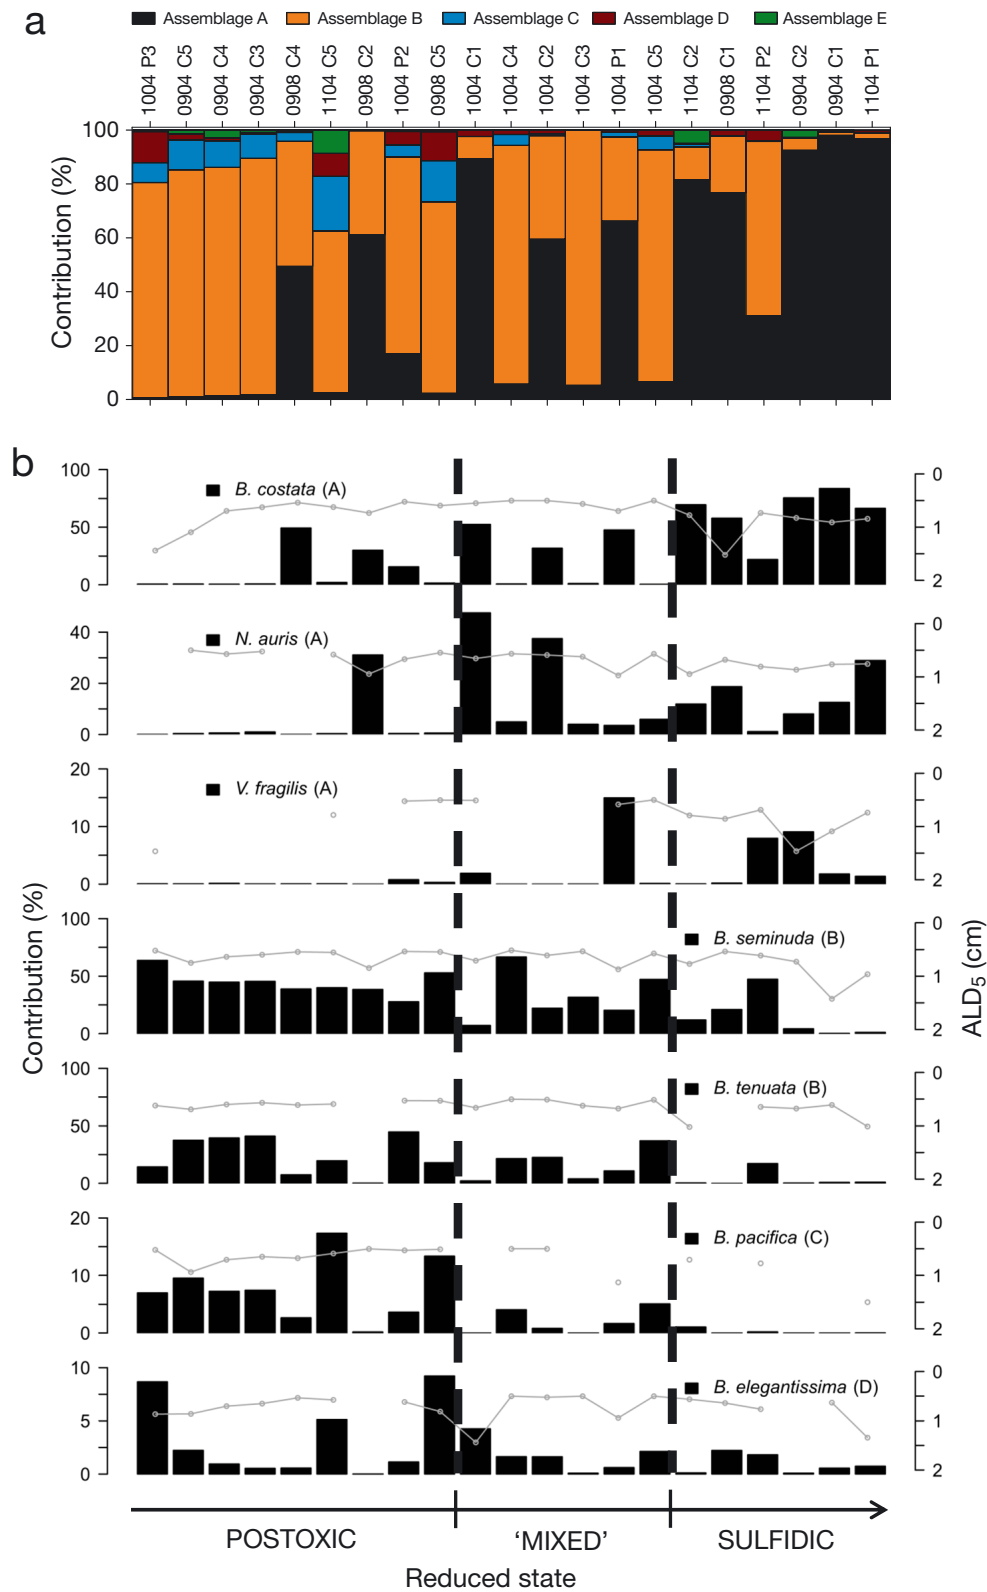 a
Assemblage A Assemblage B Assemblage C Assemblage D Assemblage E
1004 P3 0904 C5 0904 C4 0904 C3 0908 C4 1104 C5 0908 C2 1004 P2 0908 C5 1004 C1 1004 C4 1004 C2 1004 C3 1004 P1 1004 C5 1104 C2 0908 C1 1104 P2 0904 C2 0904 C1 1104 P1
Contribution (%)
100
80
60
40
20
0
b
Contribution (%)
ALD5 (cm)
B. costata (A)
100 0
50 1
0 2
N. auris (A)
40 0
20 1
0 2
V. fragilis (A)
20 0
10 1
0 2
B. seminuda (B)
100 0
50 1
0 2
B. tenuata (B)
100 0
50 1
0 2
B. pacifica (C)
20 0
10 1
0 2
B. elegantissima (D)
10 0
5 1
0 2
POSTOXIC ‘MIXED’ SULFIDIC
Reduced state